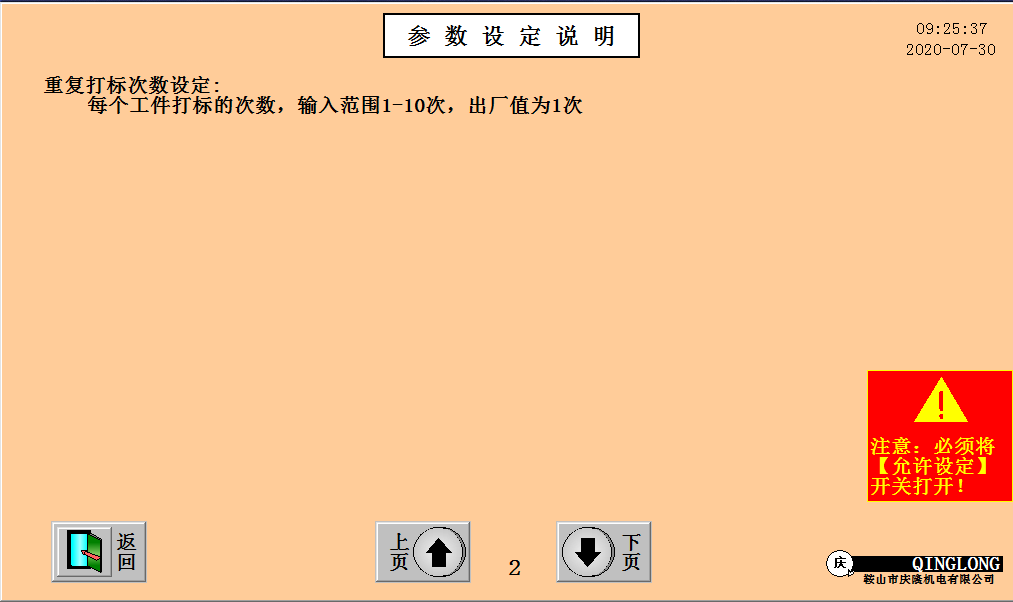 参数设定说明
09:25:37
2020-07-30
重复打标次数设定:
每个工件打标的次数，输入范围1-10次，出厂值为1次
注意：必须将
【允许设定】
开关打开！
返回
上页
2
下页
庆
QINGLONG
鞍山市庆隆机电有限公司